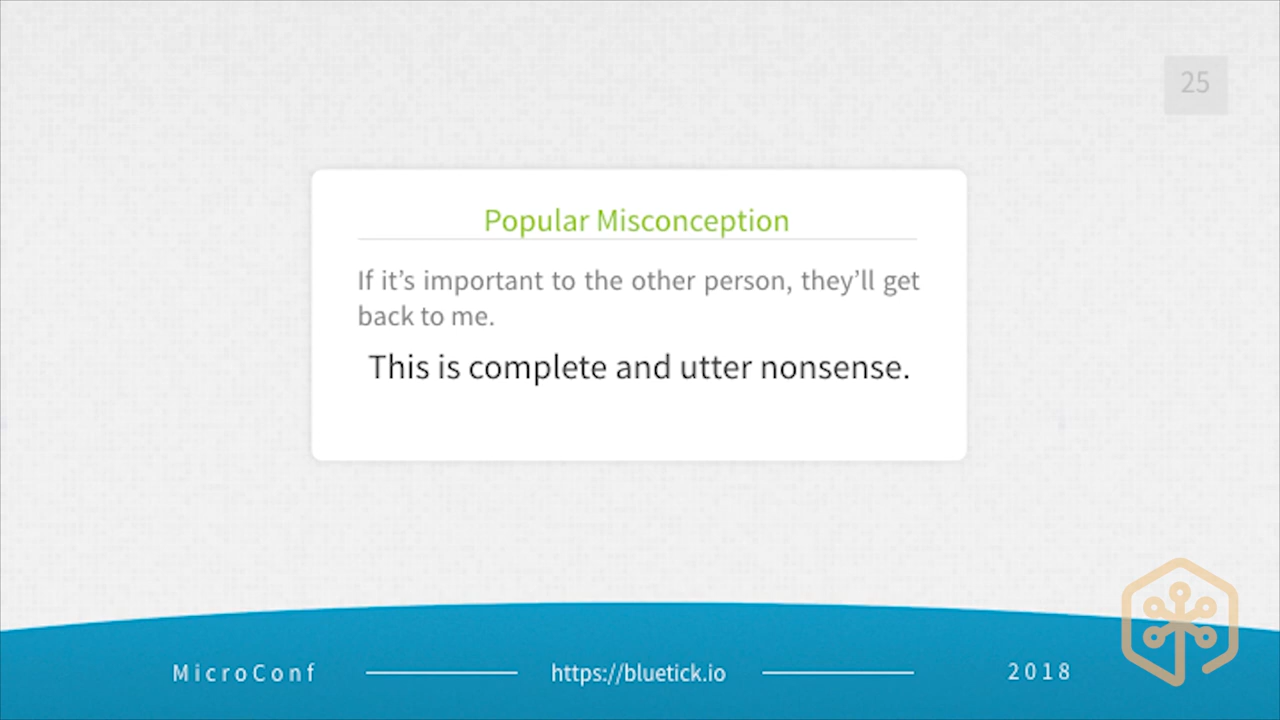 25
Popular Misconception
If it’s important to the other person, they’ll get
back to me.
This is complete and utter nonsense.
MicroConf
https://bluetick.io
2018